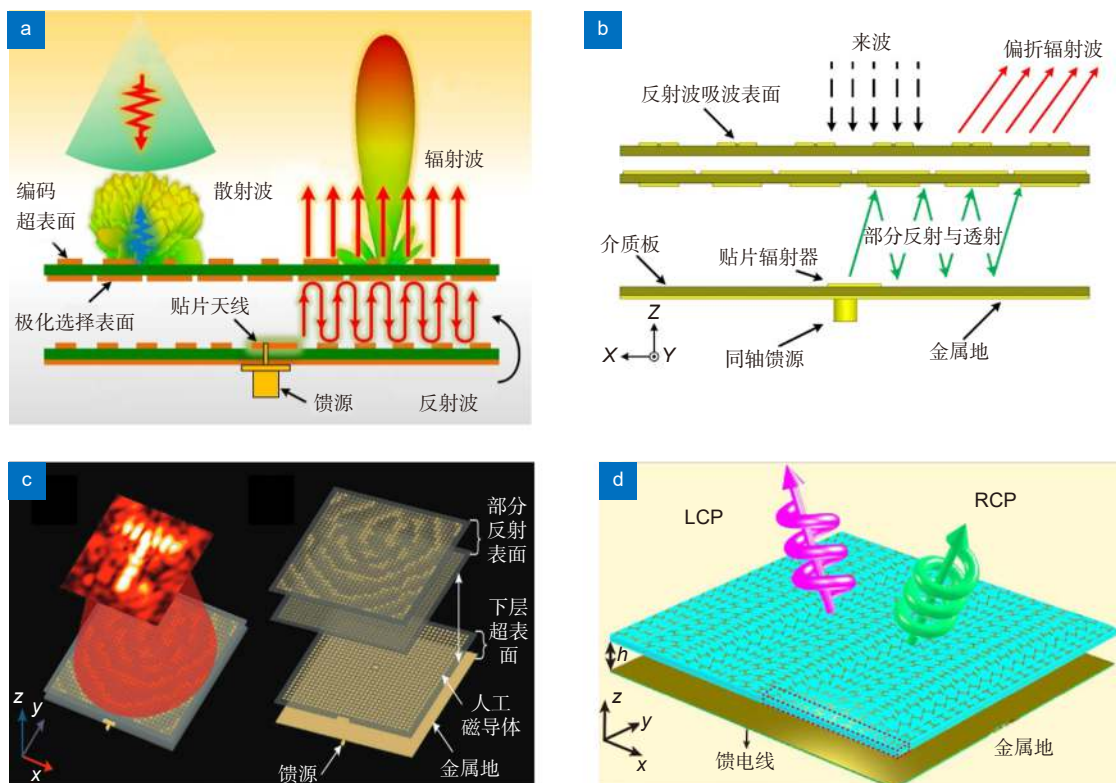 a
编码
超表面
散射波
辐射波
极化选择表面
贴片天线
馈源
反射波
b
来波
偏折辐射波
反射波吸波表面
介质板
贴片辐射器
部分反射与透射
Z
X
Y
同轴馈源
金属地
c
部分
反射
表面
下层
超表
面
人工
磁导体
z
y
x
馈源
金属地
d
LCP
RCP
h
z
y
x
馈电线
金属地